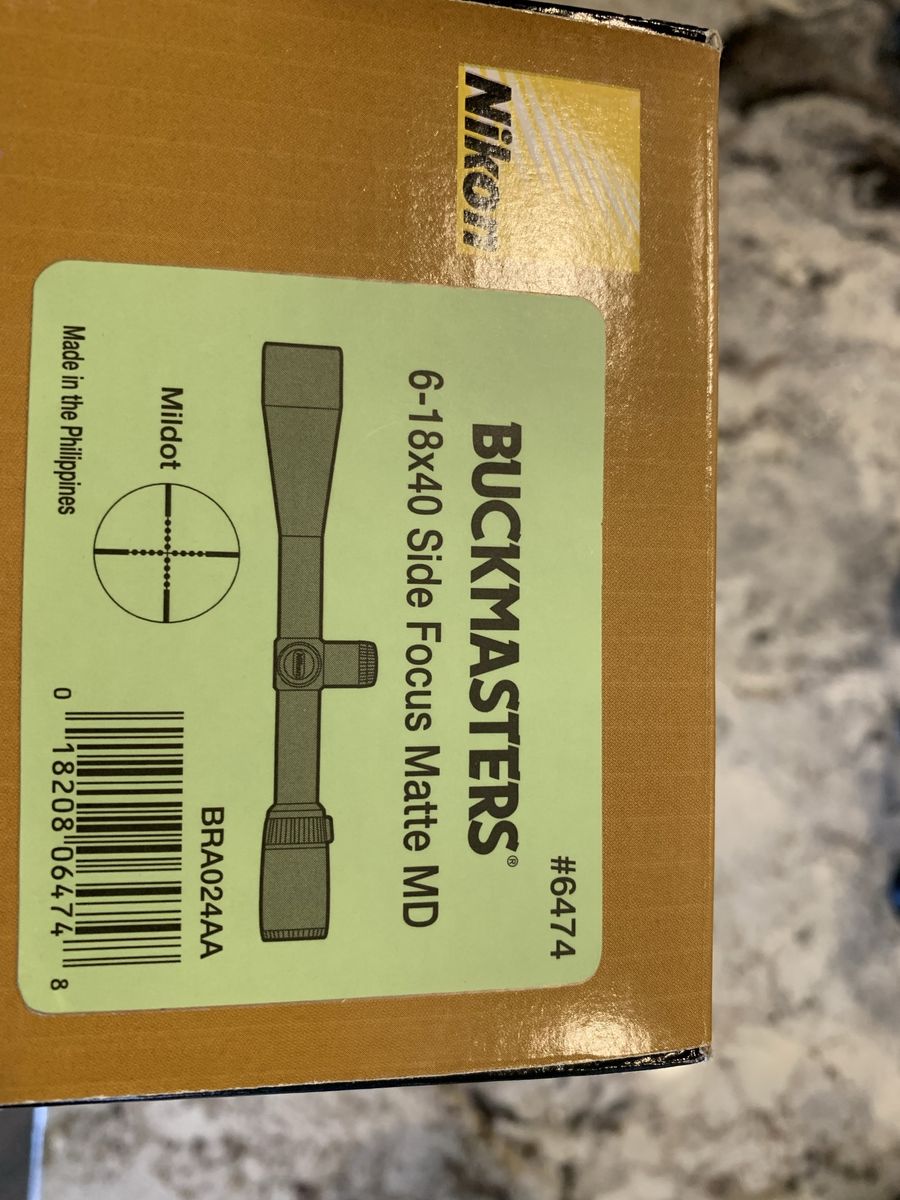 Nikon
#6474
BUCKMASTERS®
6-18x40 Side Focus Matte MD
Nikon
Mildot
BRA024AA
Made in the Philippines
0 18208 06474 8